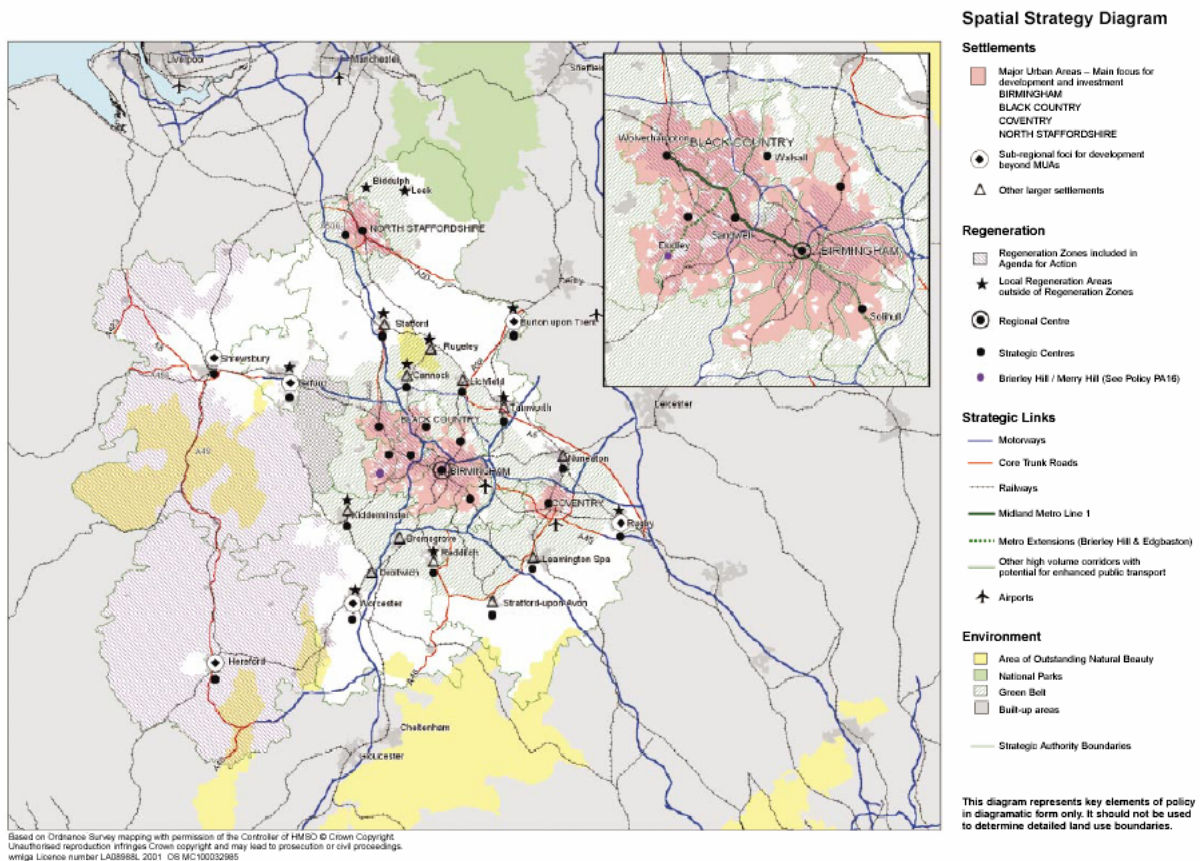 Spatial Strategy Diagram
Settlements
Major Urban Areas – Main focus for
development and investment
BIRMINGHAM
BLACK COUNTRY
COVENTRY
NORTH STAFFORDSHIRE
Sub-regional foci for development
beyond MUAs
Other larger settlements
Regeneration
Regeneration Zones included in
Agenda for Action
Local Regeneration Areas
outside of Regeneration Zones
Regional Centre
Strategic Centres
Brierley Hill / Merry Hill (See Policy PA16)
Strategic Links
Motorways
Core Trunk Roads
Railways
Midland Metro Line 1
Metro Extensions (Brierley Hill & Edgbaston)
Other high volume corridors with
potential for enhanced public transport
Airports
Environment
Area of Outstanding Natural Beauty
National Parks
Green Belt
Built-up areas
Strategic Authority Boundaries
This diagram represents key elements of policy
in diagramatic form only. It should not be used
to determine detailed land use boundaries.
Liverpool
Manchester
Sheffield
Biddulph
Leek
NORTH STAFFORDSHIRE
Derby
Stafford
Burton upon Trent
Rugeley
Shrewsbury
Telford
Cannock
Lichfield
Tamworth
Leicester
BLACK COUNTRY
A5
A49
Nuneaton
BIRMINGHAM
COVENTRY
Kidderminster
Rugby
A45
Bromsgrove
Redditch
Leamington Spa
Droitwich
Worcester
Stratford-upon-Avon
Hereford
Cheltenham
Gloucester
Wolverhampton
BLACK COUNTRY
Walsall
Dudley
Sandwell
BIRMINGHAM
Solihull
Based on Ordnance Survey mapping with permission of the Controller of HMSO © Crown Copyright.
Unauthorised reproduction infringes Crown copyright and may lead to prosecution or civil proceedings.
wmlga Licence number LA08988L 2001 OS MC100032985